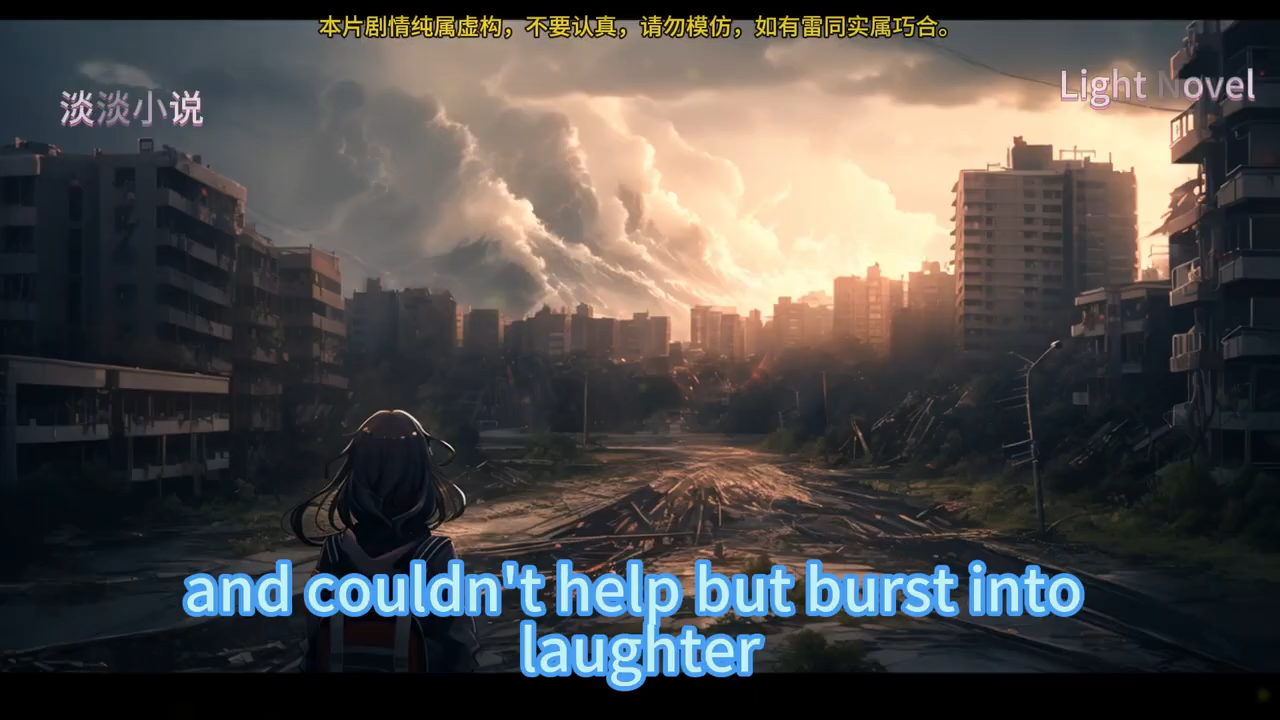 本片剧情纯属虚构，不要认真，请勿模仿，如有雷同实属巧合。
淡淡小说
Light Novel
and couldn't help but burst into
laughter